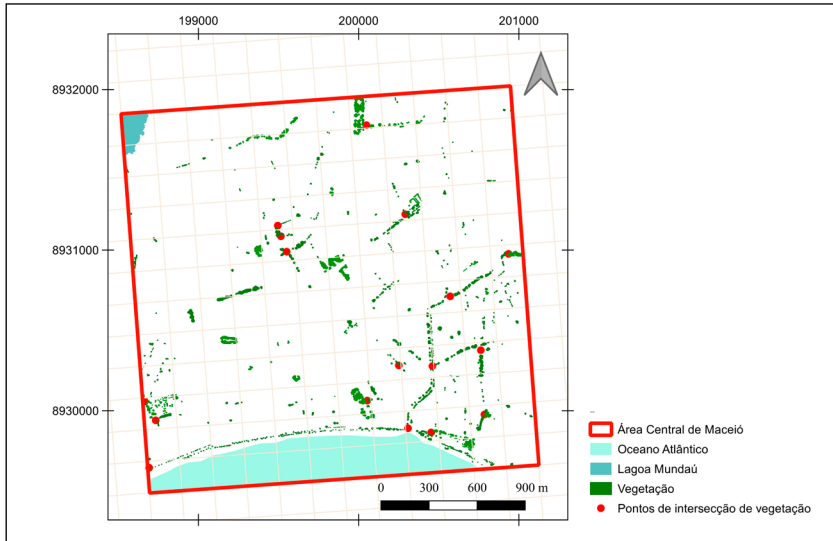 199000 200000 201000
8932000
8931000
8930000
0 300 600 900 m
Área Central de Maceió
Oceano Atlântico
Lagoa Mundaú
Vegetação
Pontos de intersecção de vegetação